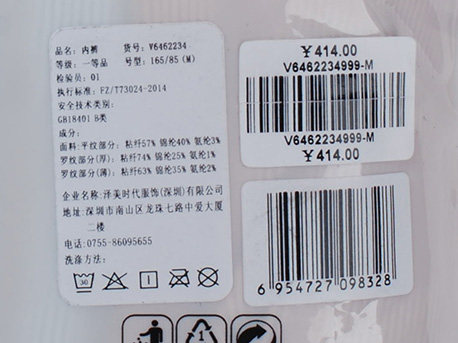 品名：内裤 货号：V6462234
等级：一等品 号型：165/85(M)
检验员：01
执行标准：FZ/T73024-2014
安全技术类别：
GB18401 B类
成分：
面料：平纹部分：粘纤57% 锦纶40% 氨纶3%
罗纹部分(厚)：粘纤74% 锦纶25% 氨纶1%
罗纹部分(薄)：粘纤63% 锦纶35% 氨纶2%
企业名称：泽美时代服饰(深圳)有限公司
地址：深圳市南山区龙珠七路中爱大厦
二楼
电话：0755-86095655
洗涤方法：
30
¥414.00
V6462234999-M
V6462234999-M
¥414.00
6 954727 098328
1